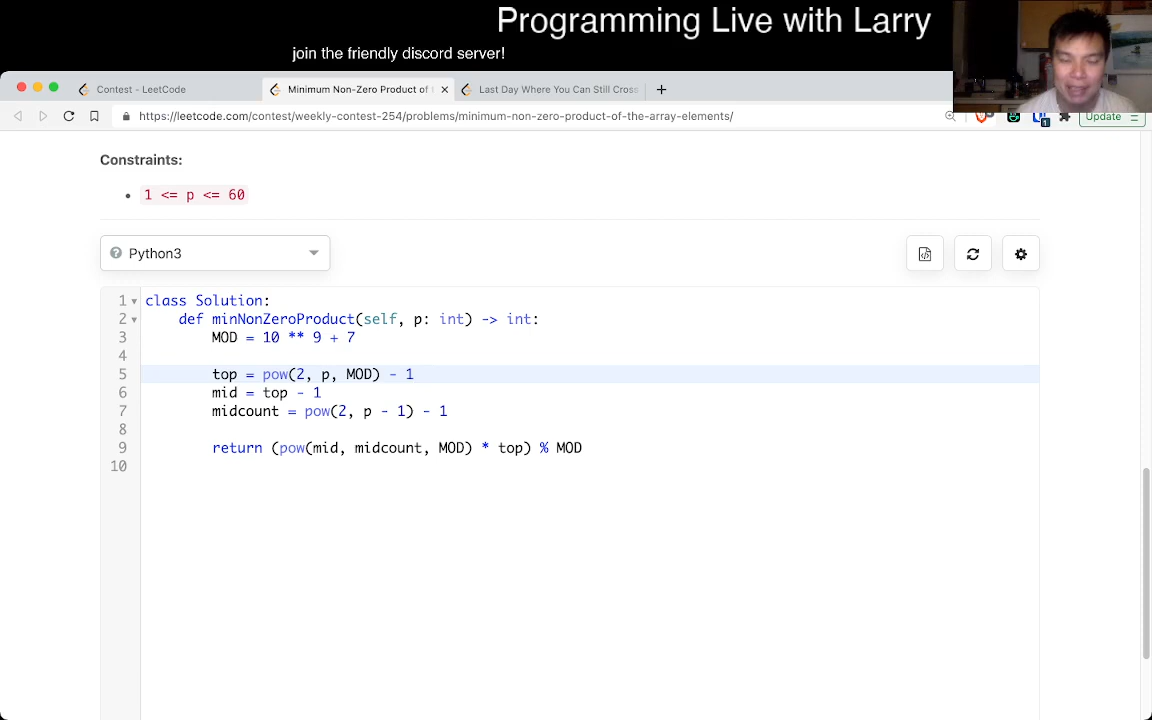 Programming Live with Larry
join the friendly discord server!
Contest - LeetCode
Minimum Non-Zero Product of
Last Day Where You Can Still Cross
https://leetcode.com/contest/weekly-contest-254/problems/minimum-non-zero-product-of-the-array-elements/
1
Update
Constraints:
1 <= p <= 60
Python3
1 class Solution:
2     def minNonZeroProduct(self, p: int) -> int:
3         MOD = 10 ** 9 + 7
4
5         top = pow(2, p, MOD) - 1
6         mid = top - 1
7         midcount = pow(2, p - 1) - 1
8
9         return (pow(mid, midcount, MOD) * top) % MOD
10